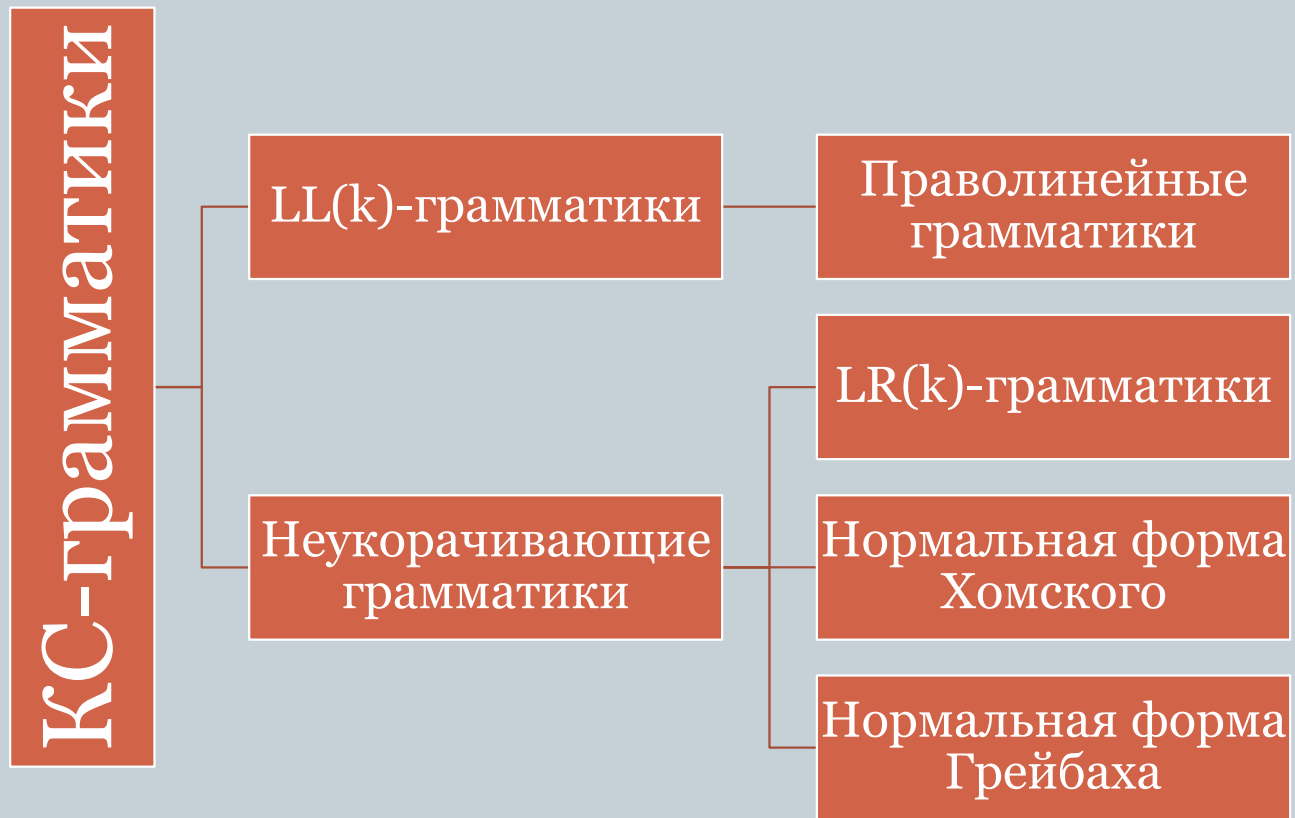 КС-грамматики
LL(k)-грамматики
Праволинейные
грамматики
LR(k)-грамматики
Неукорачивающие
грамматики
Нормальная форма
Хомского
Нормальная форма
Грейбаха